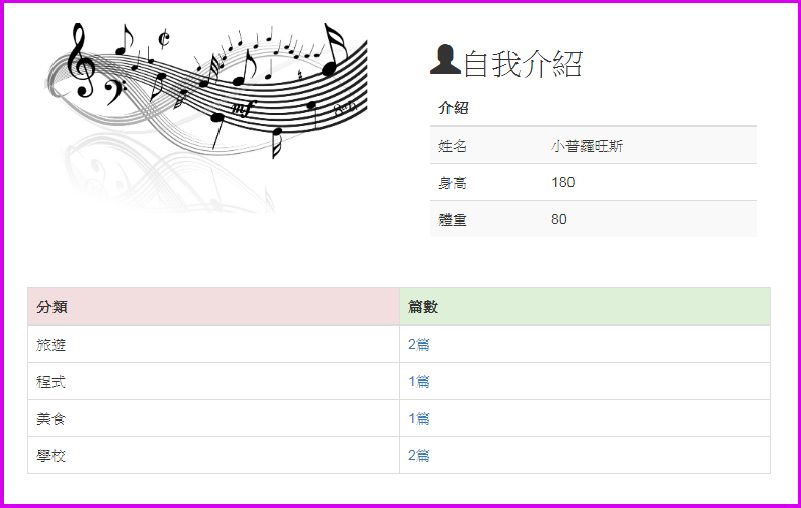 mf
自我介紹
介紹
姓名 小普羅旺斯
身高 180
體重 80
分類 篇數
旅遊 2篇
程式 1篇
美食 1篇
學校 2篇